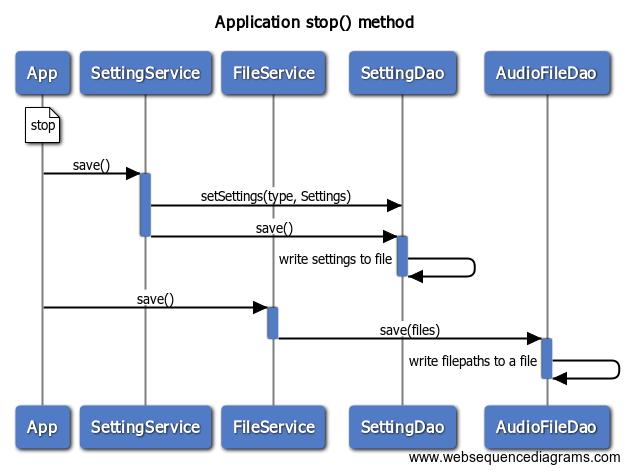 Application stop() method
App SettingService FileService SettingDao AudioFileDao
stop
save()
setSettings(type, Settings)
save()
write settings to file
save()
save(files)
write filepaths to a file
App SettingService FileService SettingDao AudioFileDao
www.websequencediagrams.com